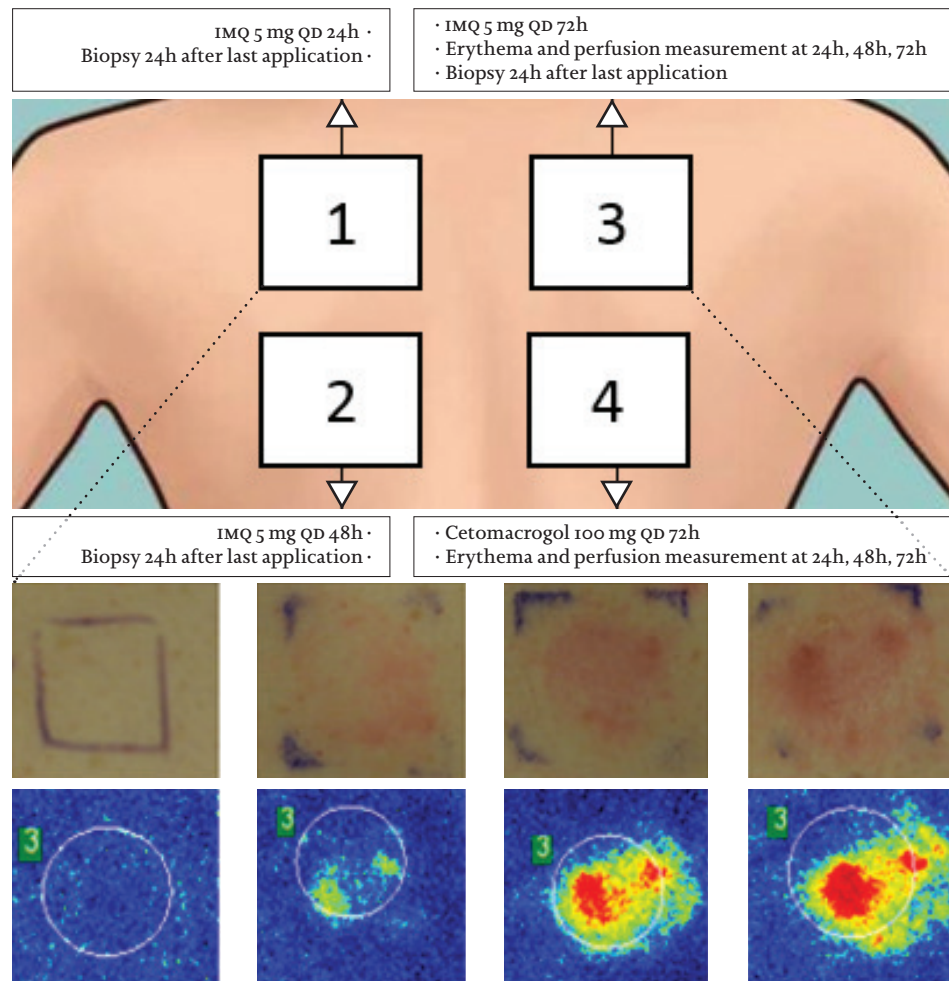 IMQ 5 mg QD 24h ·
Biopsy 24h after last application ·
· IMQ 5 mg QD 72h
· Erythema and perfusion measurement at 24h, 48h, 72h
· Biopsy 24h after last application
1
3
2
4
IMQ 5 mg QD 48h ·
Biopsy 24h after last application ·
· Cetomacrogol 100 mg QD 72h
· Erythema and perfusion measurement at 24h, 48h, 72h
3
3
3
3